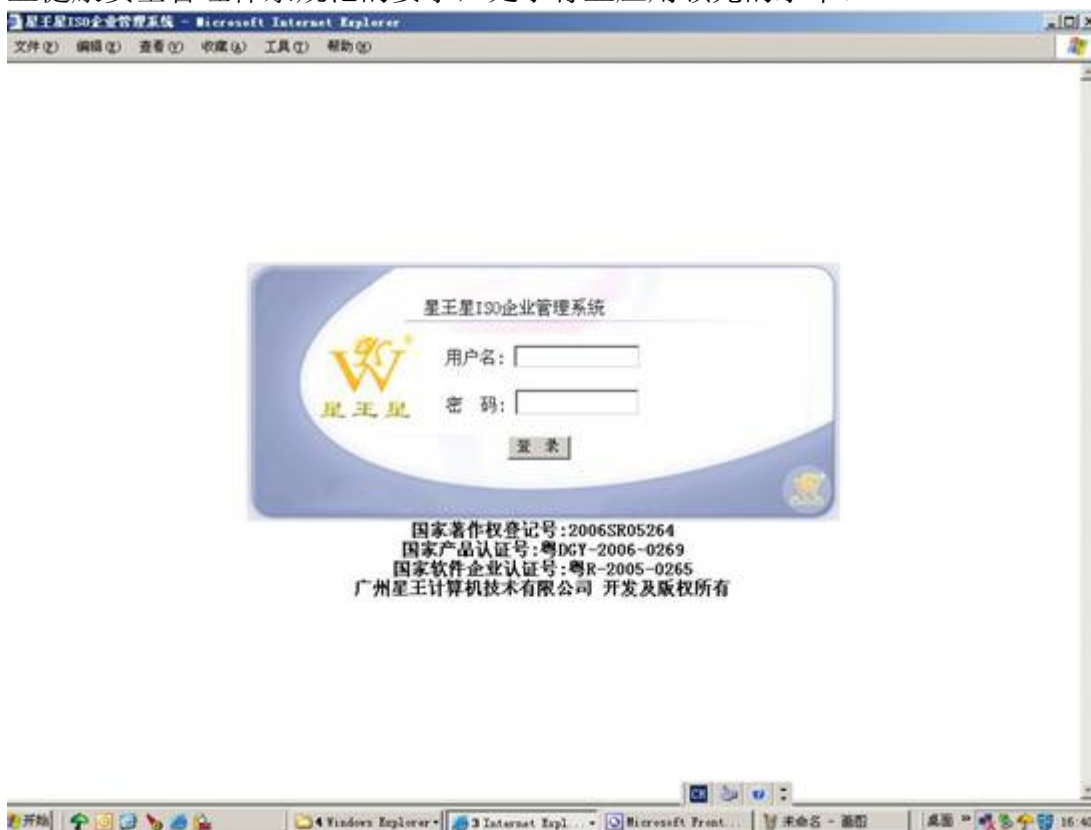 星王星ISO企业管理系统 - Microsoft Internet Explorer
文件(F) 编辑(E) 查看(V) 收藏(A) 工具(T) 帮助(H)
星王星ISO企业管理系统
用户名:
星王星
密 码:
登 录
国家著作权登记号:2006SR05264
国家产品认证号:粤DGY-2006-0269
国家软件企业认证号:粤R-2005-0265
广州星王计算机技术有限公司 开发及版权所有
CH
开始 4 Windows Explorer 3 Internet Expl... Microsoft Front... 未命名 - 画图 桌面 16: